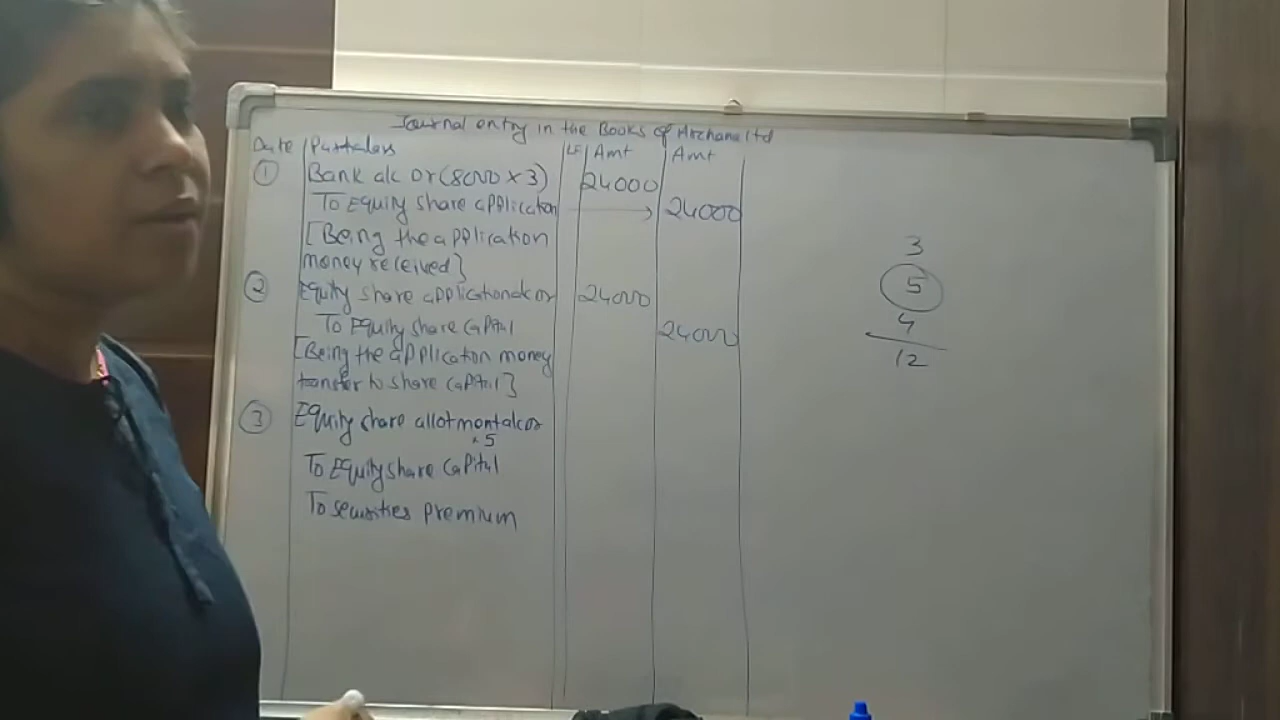 Journal entry in the Books of Archana ltd
Date Particulars LF Amt Amt
1 Bank a/c Dr (8000 x 3) 24000
To Equity share application 24000
[Being the application
money received]
2 Equity share application a/c Dr 24000
To Equity share capital 24000
[Being the application money
transfer to share capital]
3 Equity share allotment a/c Dr
x 5
To Equity share capital
To securities premium
3
5
4
12